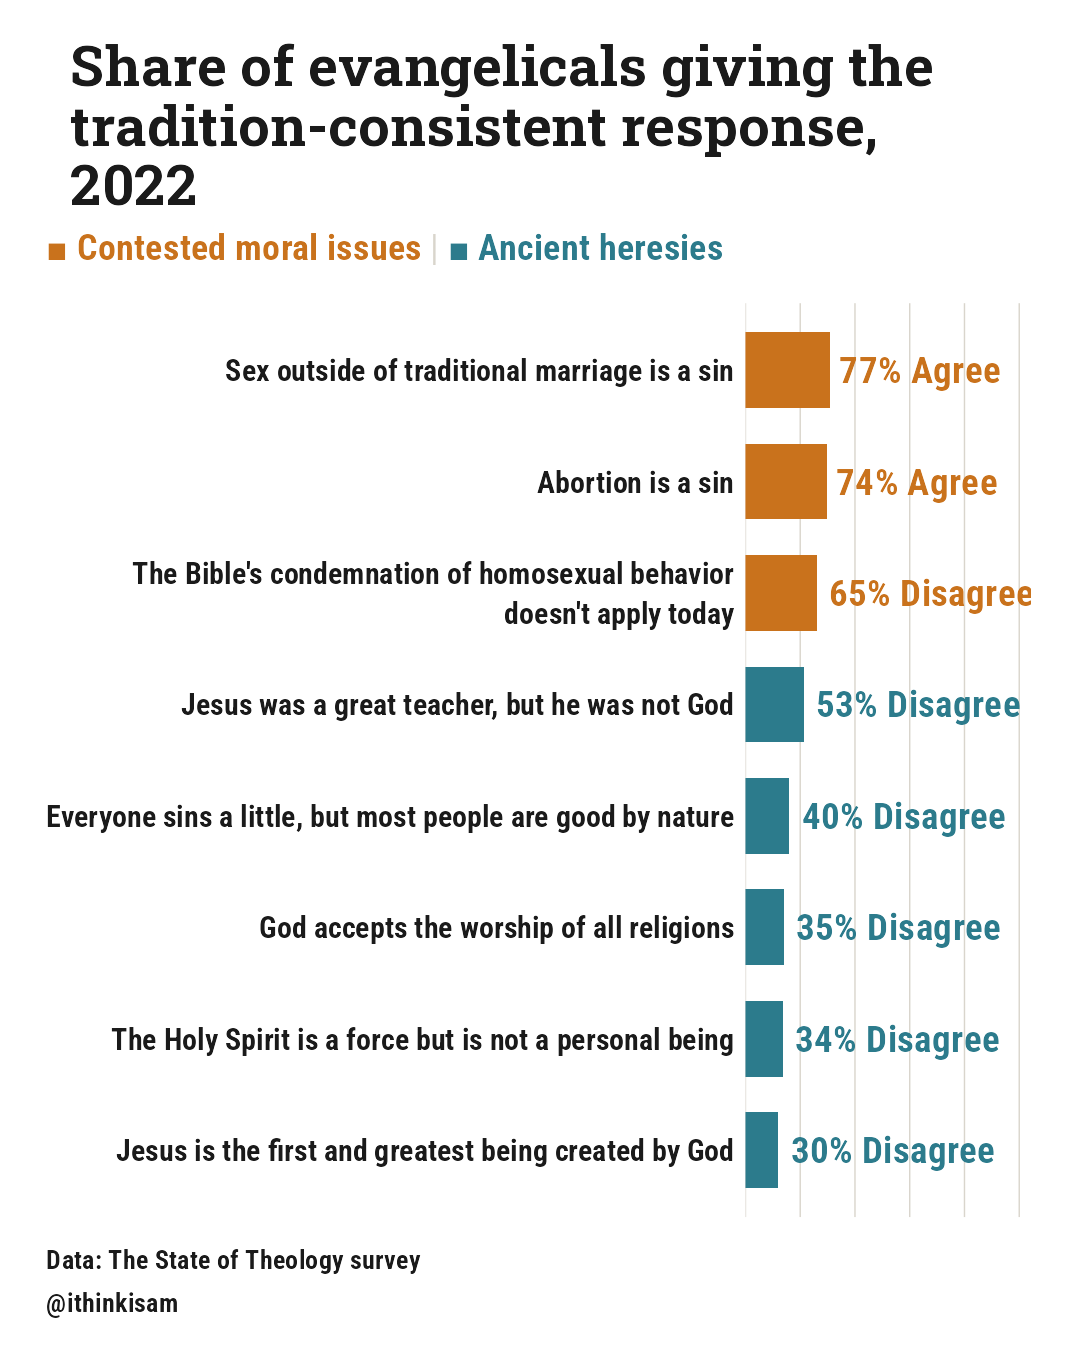 Share of evangelicals giving the
tradition-consistent response,
2022
Contested moral issues | Ancient heresies
Sex outside of traditional marriage is a sin 77% Agree
Abortion is a sin 74% Agree
The Bible's condemnation of homosexual behavior
doesn't apply today 65% Disagree
Jesus was a great teacher, but he was not God 53% Disagree
Everyone sins a little, but most people are good by nature 40% Disagree
God accepts the worship of all religions 35% Disagree
The Holy Spirit is a force but is not a personal being 34% Disagree
Jesus is the first and greatest being created by God 30% Disagree
Data: The State of Theology survey
@ithinkisam